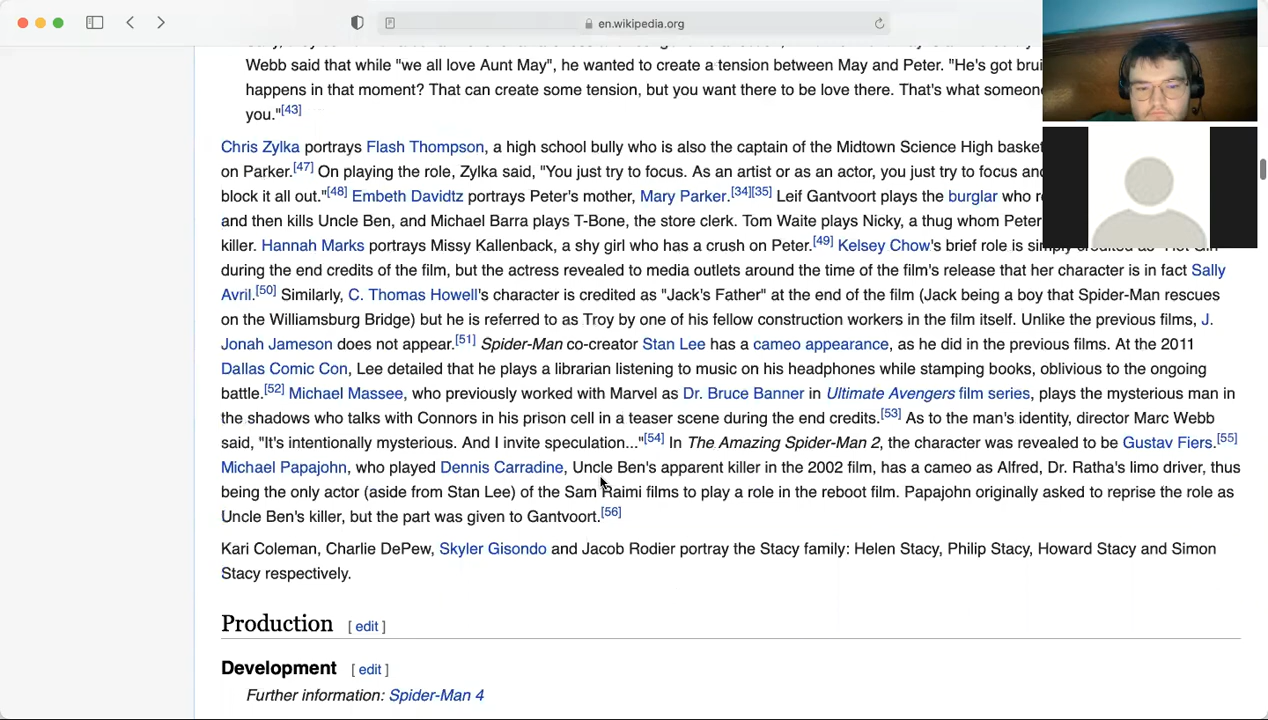 en.wikipedia.org
Webb said that while "we all love Aunt May", he wanted to create a tension between May and Peter. "He's got brui
happens in that moment? That can create some tension, but you want there to be love there. That's what someone
you."[43]
Chris Zylka portrays Flash Thompson, a high school bully who is also the captain of the Midtown Science High basket
on Parker.[47] On playing the role, Zylka said, "You just try to focus. As an artist or as an actor, you just try to focus and
block it all out."[48] Embeth Davidtz portrays Peter's mother, Mary Parker.[34][35] Leif Gantvoort plays the burglar who r
and then kills Uncle Ben, and Michael Barra plays T-Bone, the store clerk. Tom Waite plays Nicky, a thug whom Peter
killer. Hannah Marks portrays Missy Kallenback, a shy girl who has a crush on Peter.[49] Kelsey Chow's brief role is simply credited as "Hot Girl"
during the end credits of the film, but the actress revealed to media outlets around the time of the film's release that her character is in fact Sally
Avril.[50] Similarly, C. Thomas Howell's character is credited as "Jack's Father" at the end of the film (Jack being a boy that Spider-Man rescues
on the Williamsburg Bridge) but he is referred to as Troy by one of his fellow construction workers in the film itself. Unlike the previous films, J.
Jonah Jameson does not appear.[51] Spider-Man co-creator Stan Lee has a cameo appearance, as he did in the previous films. At the 2011
Dallas Comic Con, Lee detailed that he plays a librarian listening to music on his headphones while stamping books, oblivious to the ongoing
battle.[52] Michael Massee, who previously worked with Marvel as Dr. Bruce Banner in Ultimate Avengers film series, plays the mysterious man in
the shadows who talks with Connors in his prison cell in a teaser scene during the end credits.[53] As to the man's identity, director Marc Webb
said, "It's intentionally mysterious. And I invite speculation..."[54] In The Amazing Spider-Man 2, the character was revealed to be Gustav Fiers.[55]
Michael Papajohn, who played Dennis Carradine, Uncle Ben's apparent killer in the 2002 film, has a cameo as Alfred, Dr. Ratha's limo driver, thus
being the only actor (aside from Stan Lee) of the Sam Raimi films to play a role in the reboot film. Papajohn originally asked to reprise the role as
Uncle Ben's killer, but the part was given to Gantvoort.[56]
Kari Coleman, Charlie DePew, Skyler Gisondo and Jacob Rodier portray the Stacy family: Helen Stacy, Philip Stacy, Howard Stacy and Simon
Stacy respectively.
Production [ edit ]
Development [ edit ]
Further information: Spider-Man 4